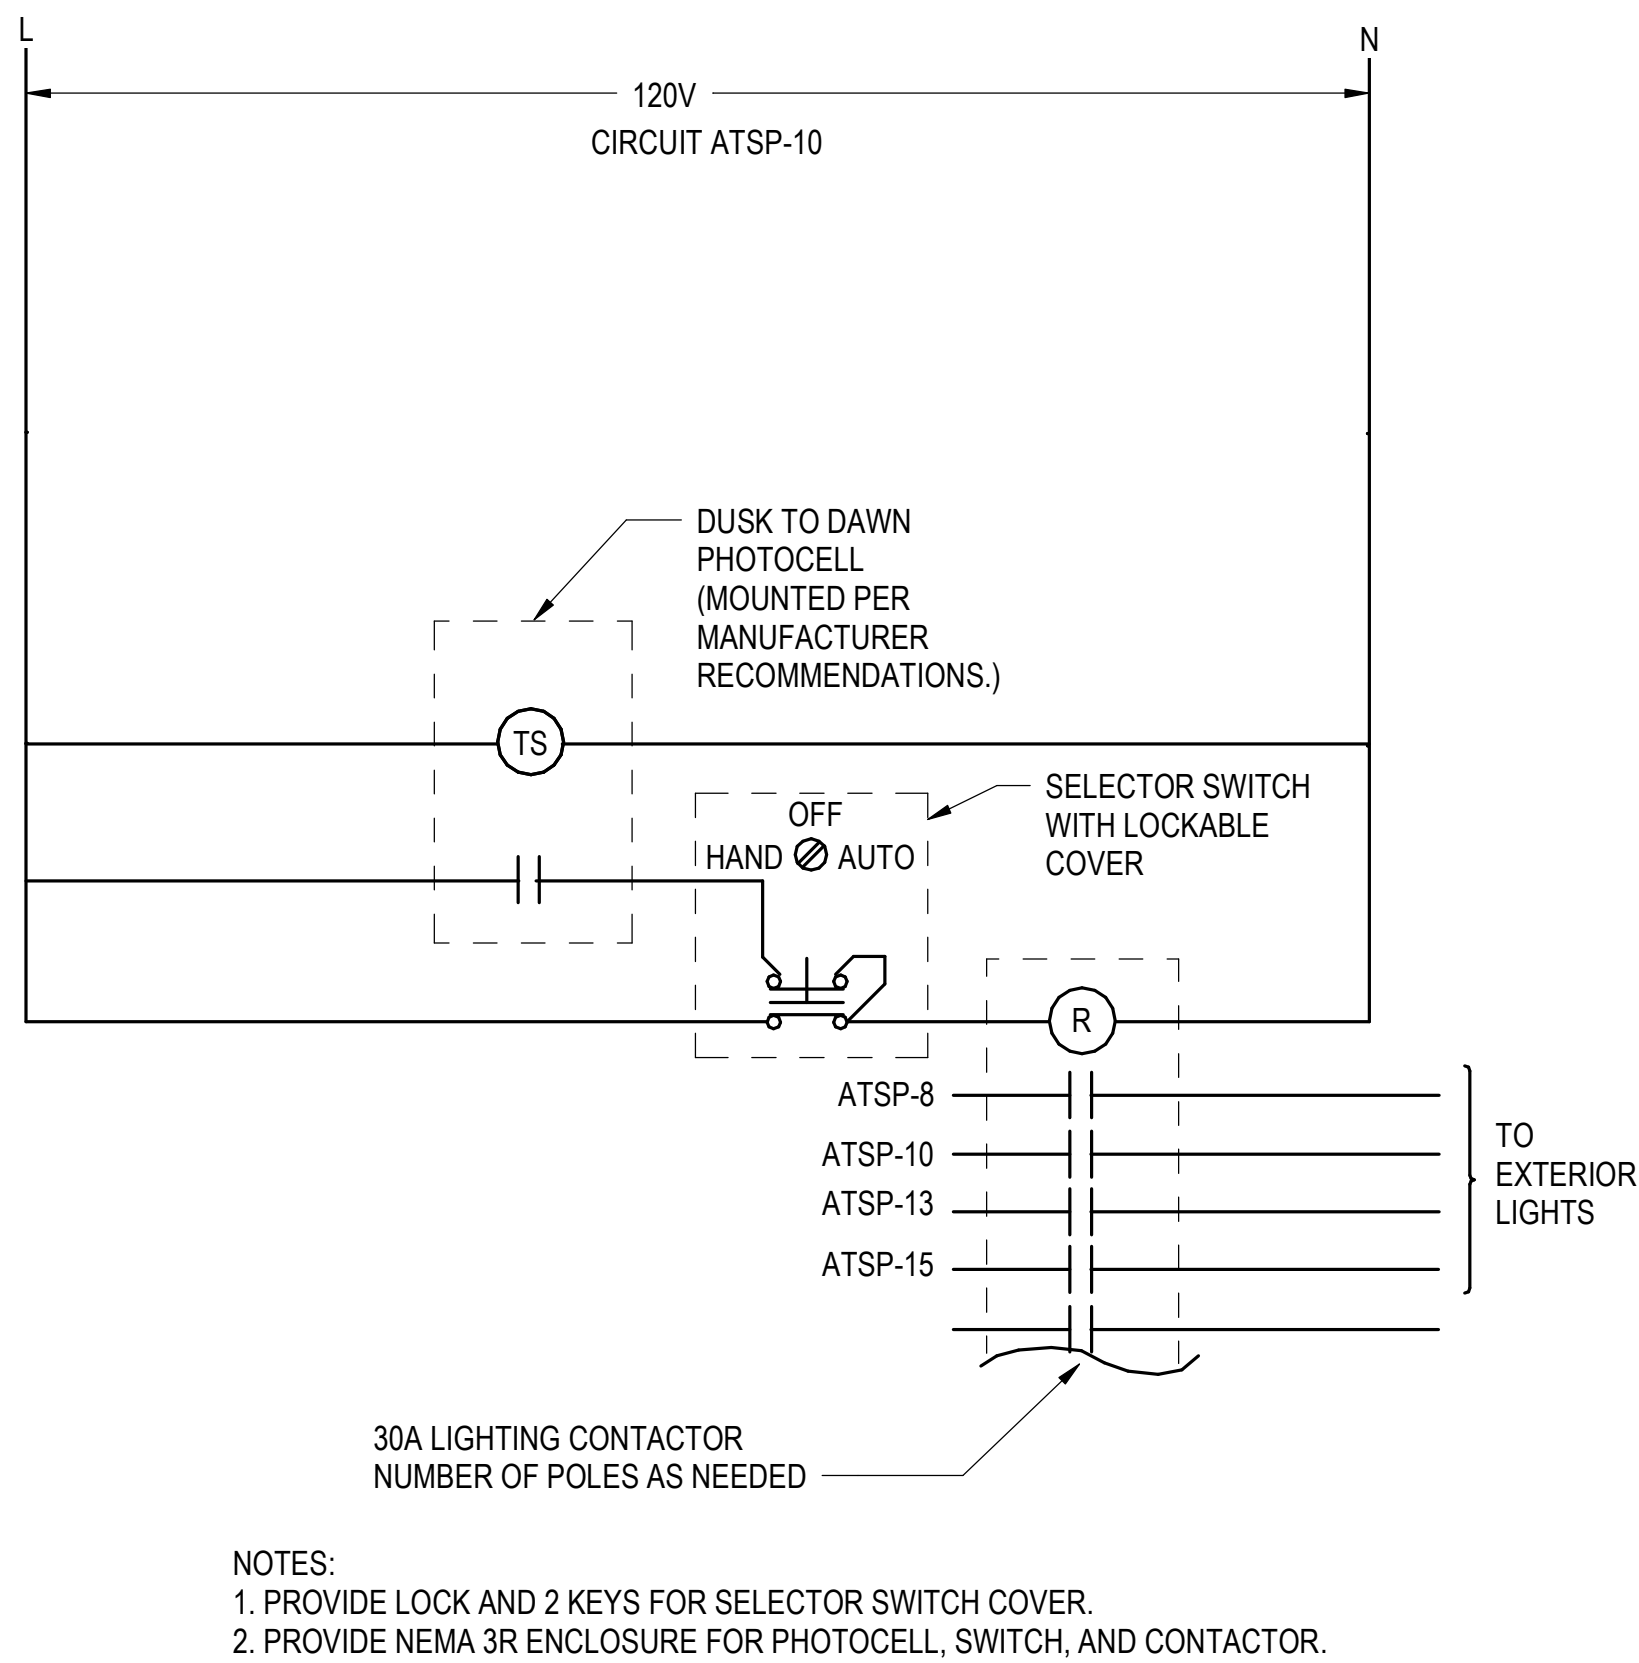 L
N
120V
CIRCUIT ATSP-10
DUSK TO DAWN
PHOTOCELL
(MOUNTED PER
MANUFACTURER
RECOMMENDATIONS.)
TS
SELECTOR SWITCH
WITH LOCKABLE
COVER
OFF
HAND AUTO
R
ATSP-8
ATSP-10
ATSP-13
ATSP-15
TO
EXTERIOR
LIGHTS
30A LIGHTING CONTACTOR
NUMBER OF POLES AS NEEDED
NOTES:
1. PROVIDE LOCK AND 2 KEYS FOR SELECTOR SWITCH COVER.
2. PROVIDE NEMA 3R ENCLOSURE FOR PHOTOCELL, SWITCH, AND CONTACTOR.